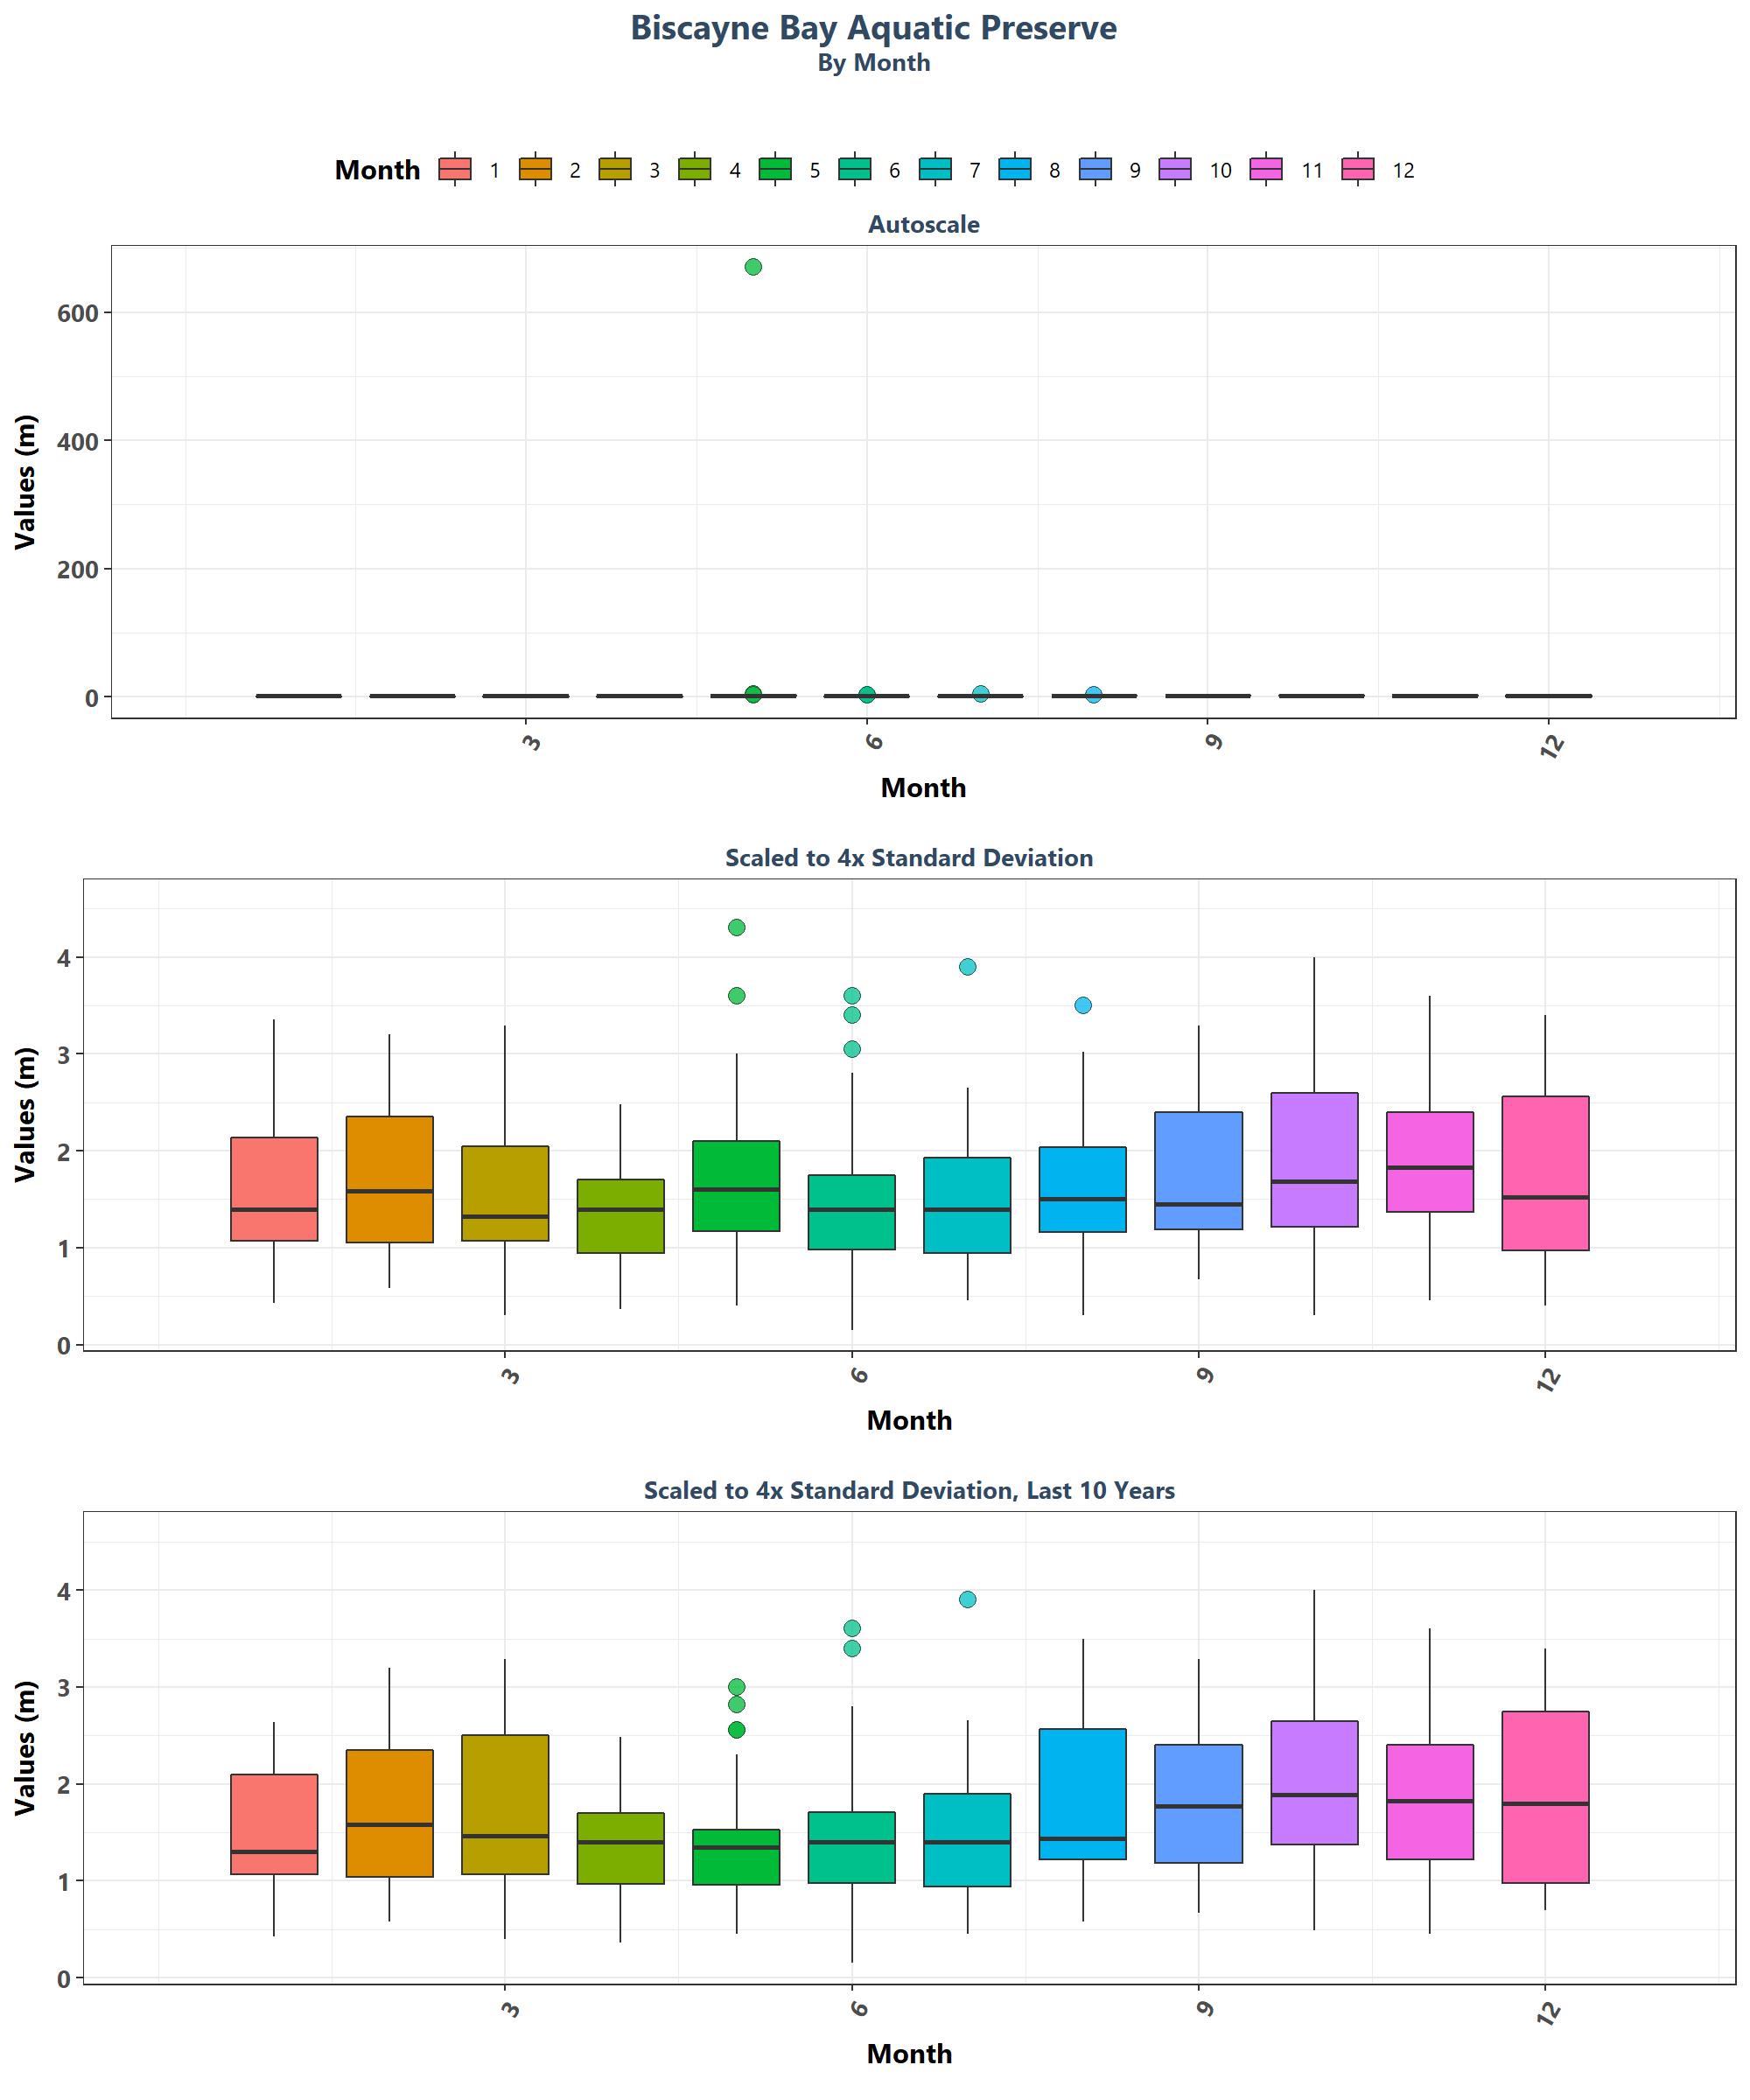 Biscayne Bay Aquatic Preserve
By Month
Month 1 2 3 4 5 6 7 8 9 10 11 12
Autoscale
Values (m)
600
400
200
0
3 6 9 12
Month
Scaled to 4x Standard Deviation
Values (m)
4
3
2
1
0
3 6 9 12
Month
Scaled to 4x Standard Deviation, Last 10 Years
Values (m)
4
3
2
1
0
3 6 9 12
Month